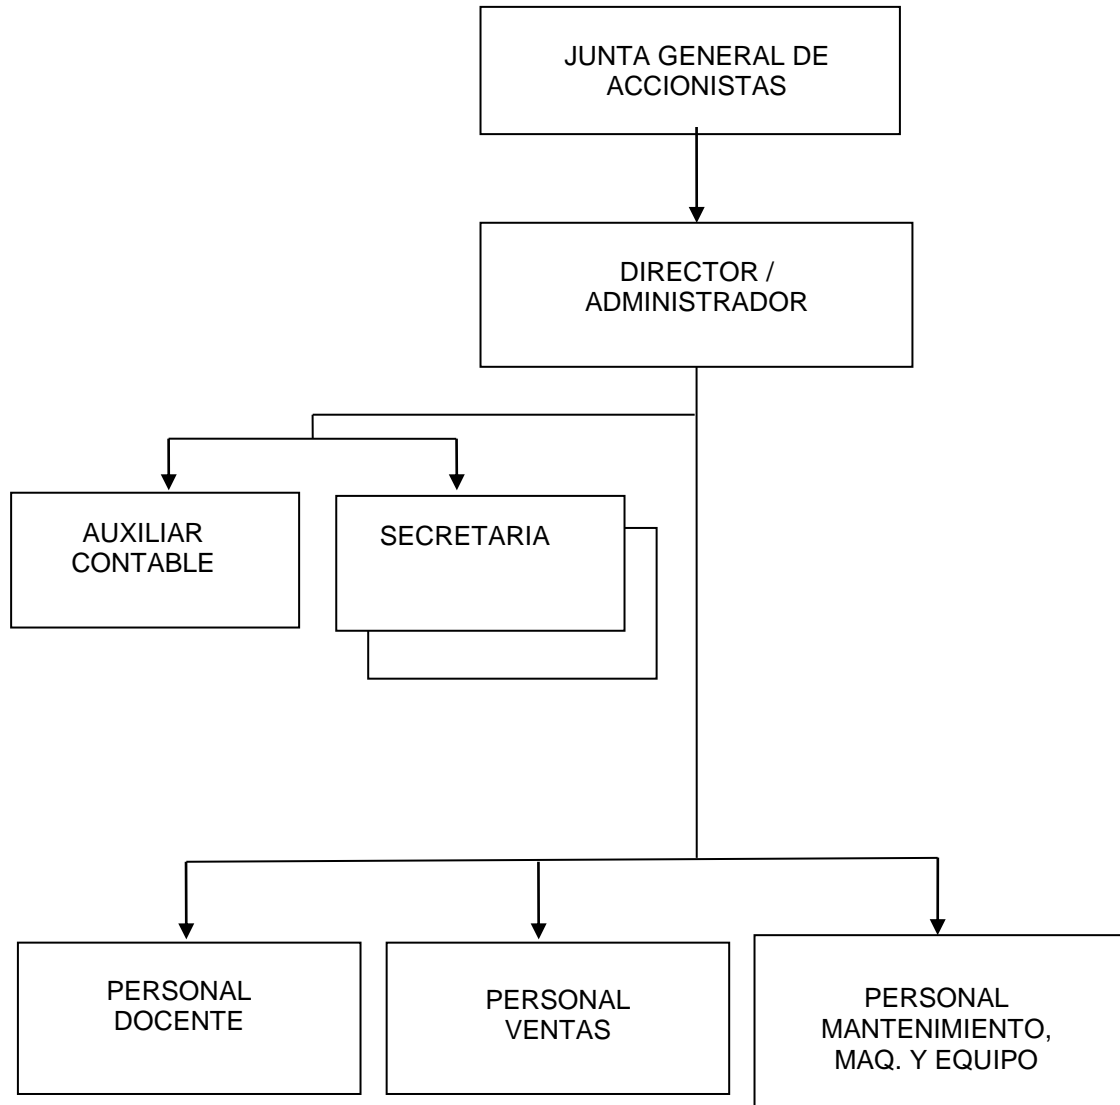 JUNTA GENERAL DE
ACCIONISTAS
DIRECTOR /
ADMINISTRADOR
AUXILIAR
CONTABLE
SECRETARIA
PERSONAL
DOCENTE
PERSONAL
VENTAS
PERSONAL
MANTENIMIENTO,
MAQ. Y EQUIPO